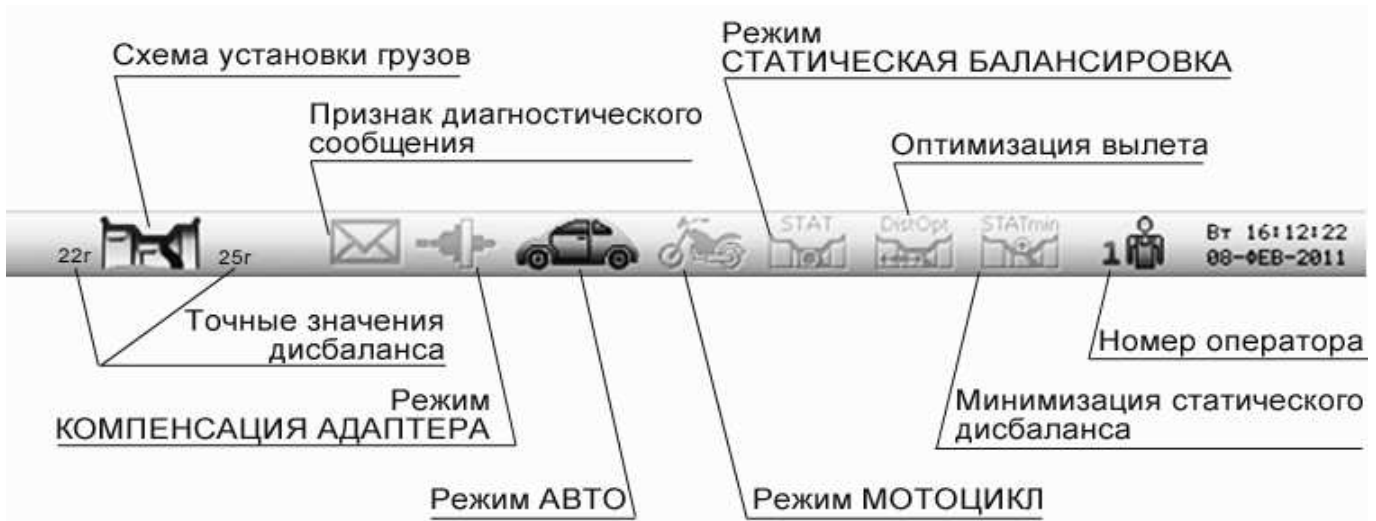 Схема установки грузов
Режим
СТАТИЧЕСКАЯ БАЛАНСИРОВКА
Признак диагностического
сообщения
Оптимизация вылета
22г
25г
STAT
DistOpt
STATmin
1
Вт 16:12:22
08-ФЕВ-2011
Точные значения
дисбаланса
Номер оператора
Режим
КОМПЕНСАЦИЯ АДАПТЕРА
Минимизация статического
дисбаланса
Режим АВТО
Режим МОТОЦИКЛ